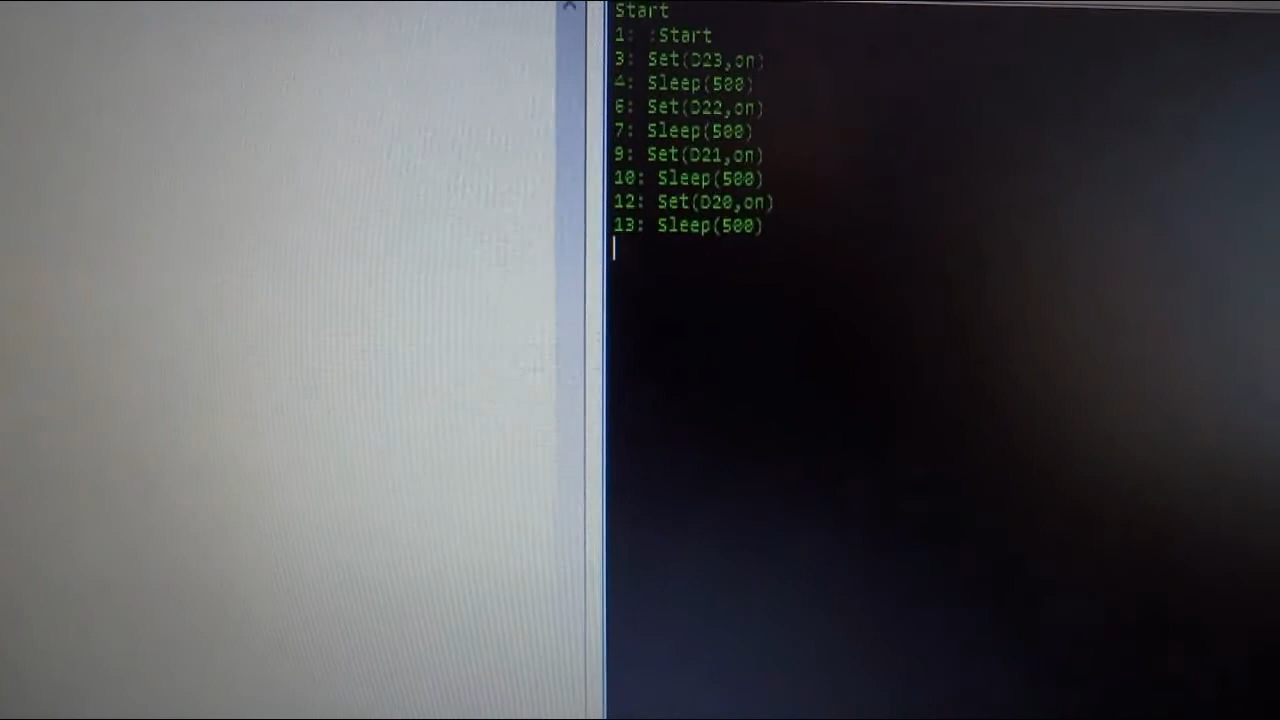 Start
1: :Start
3: Set(D23,on)
4: Sleep(500)
6: Set(D22,on)
7: Sleep(500)
9: Set(D21,on)
10: Sleep(500)
12: Set(D20,on)
13: Sleep(500)